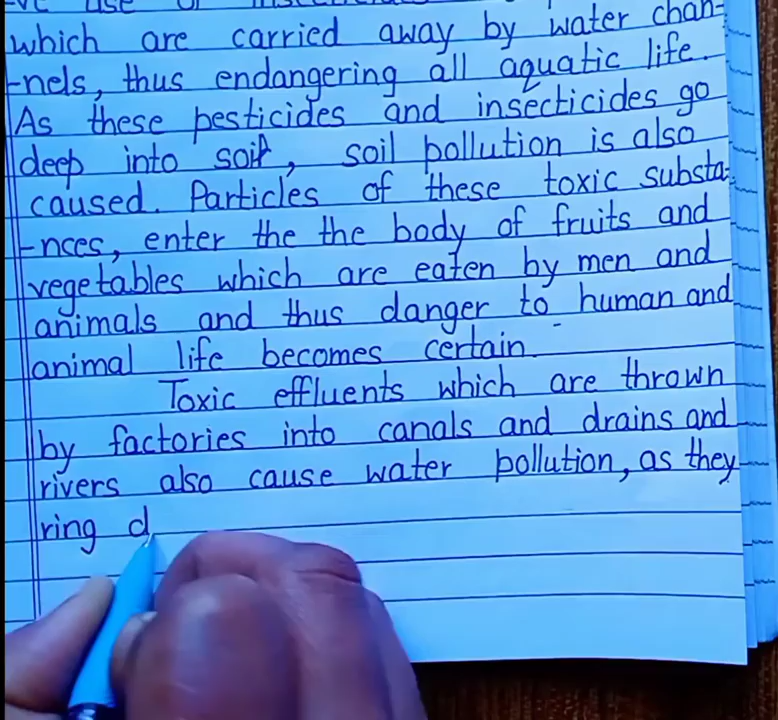 -ve use of insecticides
which are carried away by water chan-
-nels, thus endangering all aquatic life.
As these pesticides and insecticides go
deep into soil, soil pollution is also
caused. Particles of these toxic substa-
-nces, enter the the body of fruits and
vegetables which are eaten by men and
animals and thus danger to human and
animal life becomes certain.
Toxic effluents which are thrown
by factories into canals and drains and
rivers also cause water pollution, as they
ring d